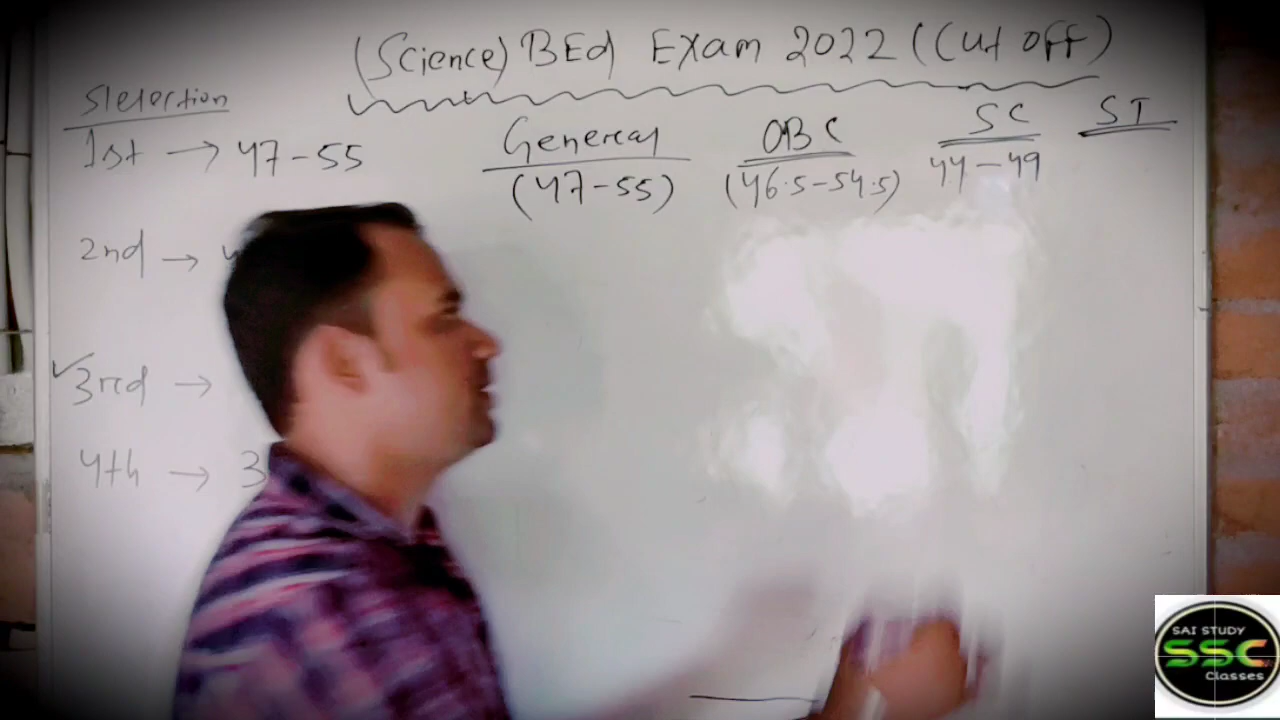 (Science) BEd Exam 2022 (Cut off)
Slelection
1st → 47-55
2nd →
3rd →
4th → 3
General
(47-55)
OBC
(46.5-54.5)
SC
44-49
ST
SAI STUDY
SSC
Classes